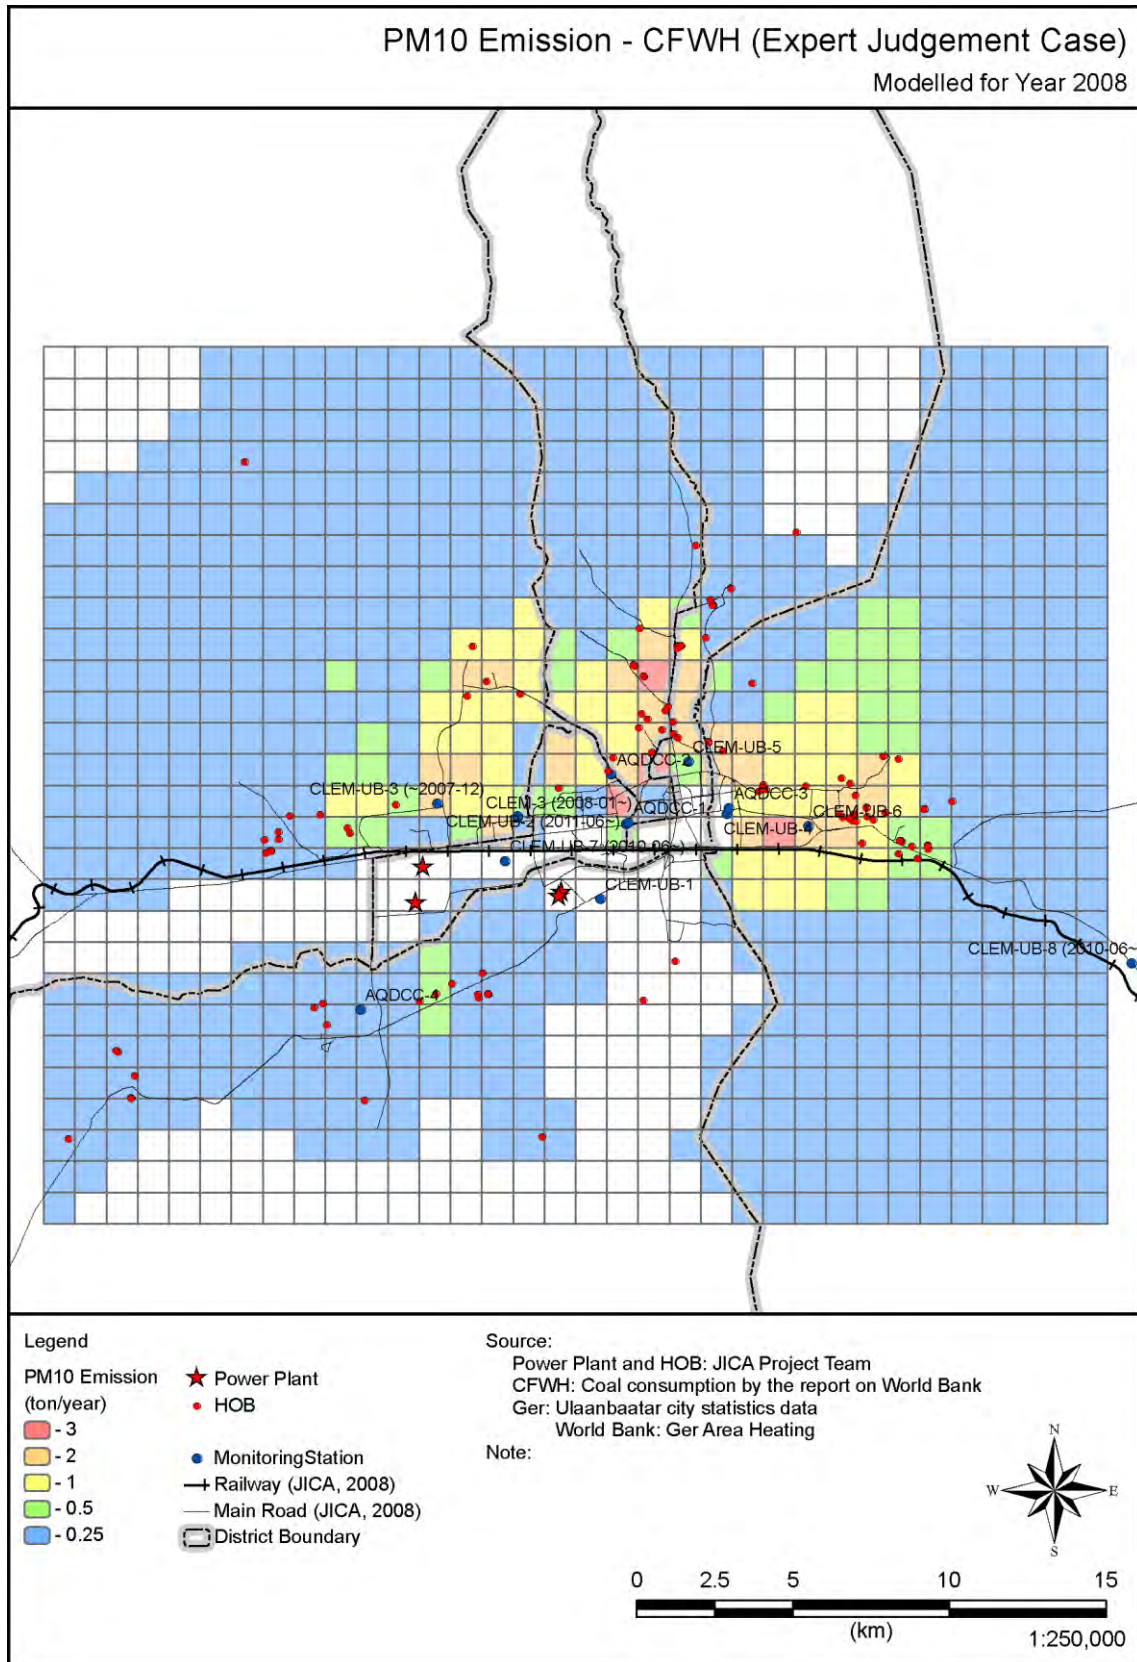 PM10 Emission - CFWH (Expert Judgement Case)
Modelled for Year 2008
AQDCC-2
CLEM-UB-5
CLEM-UB-3 (~2007-12)
CLEM-3 (2008-01~)
AQDCC-1
AQDCC-3
CLEM-UB-2 (2011-06~)
CLEM-UB-4
CLEM-UB-6
CLEM-UB-7 (2010-06~)
CLEM-UB-1
CLEM-UB-8 (2010-06~
AQDCC-4
Legend
PM10 Emission
(ton/year)
- 3
- 2
- 1
- 0.5
- 0.25
Power Plant
HOB
MonitoringStation
Railway (JICA, 2008)
Main Road (JICA, 2008)
District Boundary
Source:
Power Plant and HOB: JICA Project Team
CFWH: Coal consumption by the report on World Bank
Ger: Ulaanbaatar city statistics data
World Bank: Ger Area Heating
Note:
N
W E
S
0 2.5 5 10 15
(km)
1:250,000